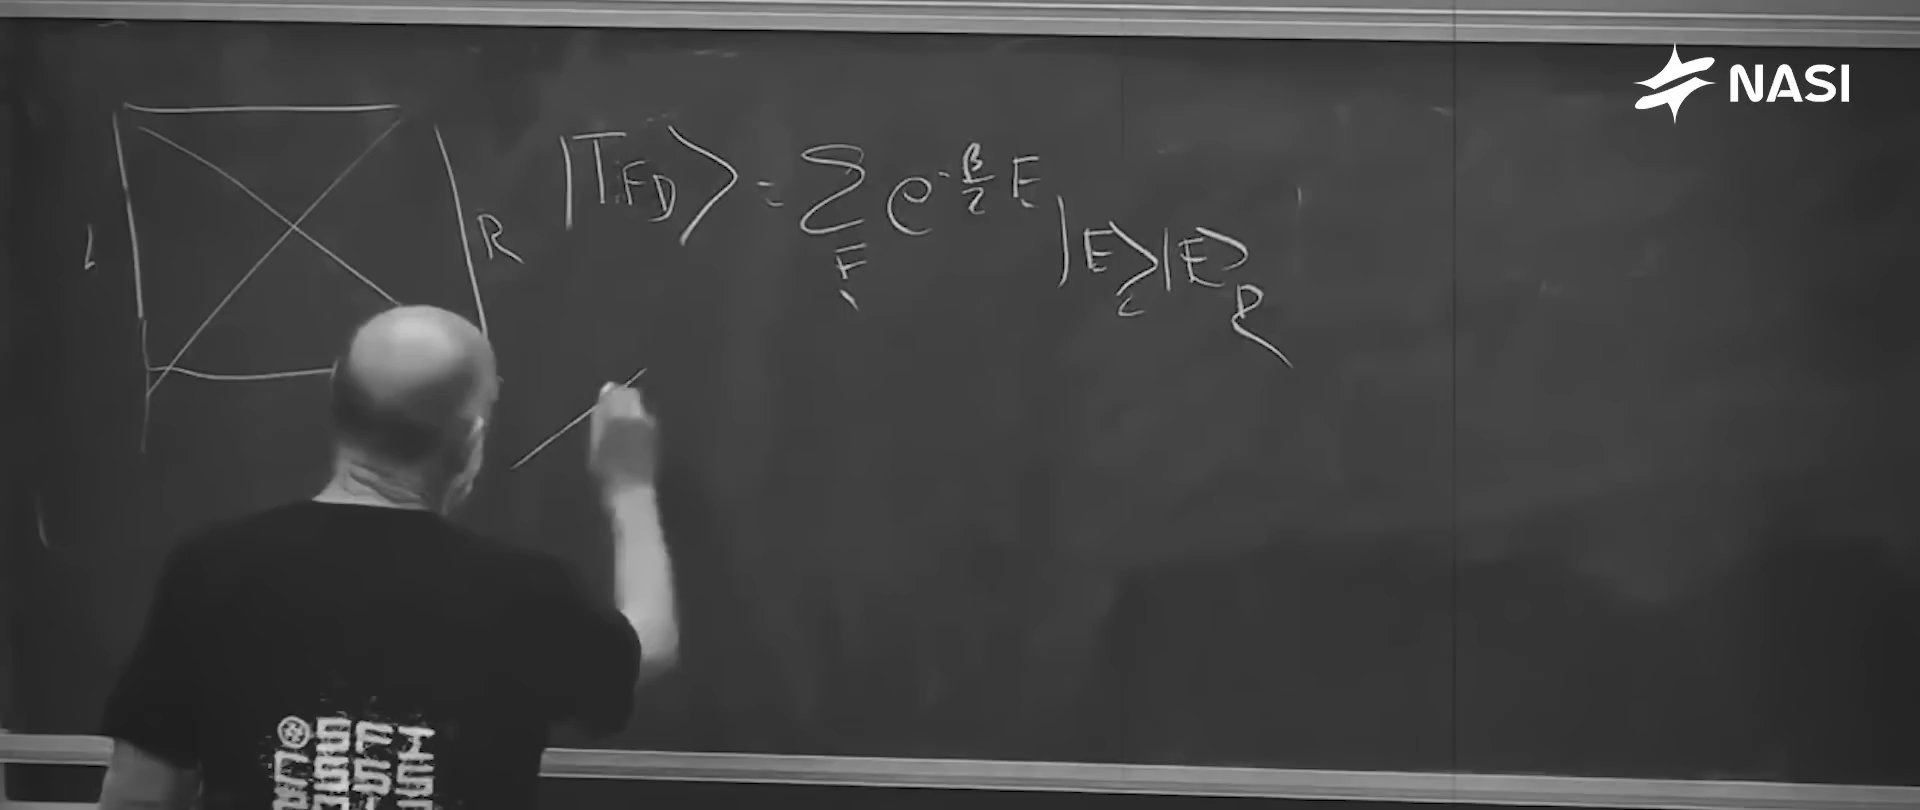 NASI
L
R
|TFD⟩ = Σ_E e^{-β/2 E} |E⟩_L |E⟩_R